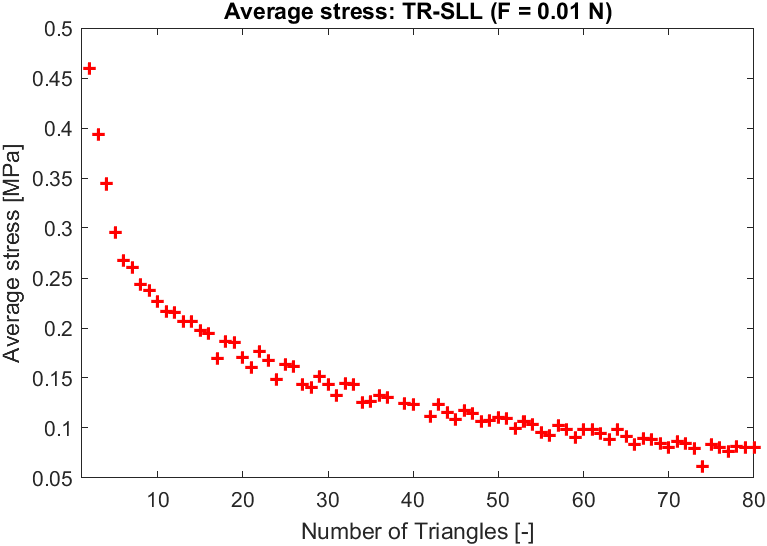 Average stress: TR-SLL (F = 0.01 N)
0.5
0.45
0.4
0.35
0.3
0.25
0.2
0.15
0.1
0.05
Average stress [MPa]
10 20 30 40 50 60 70 80
Number of Triangles [-]